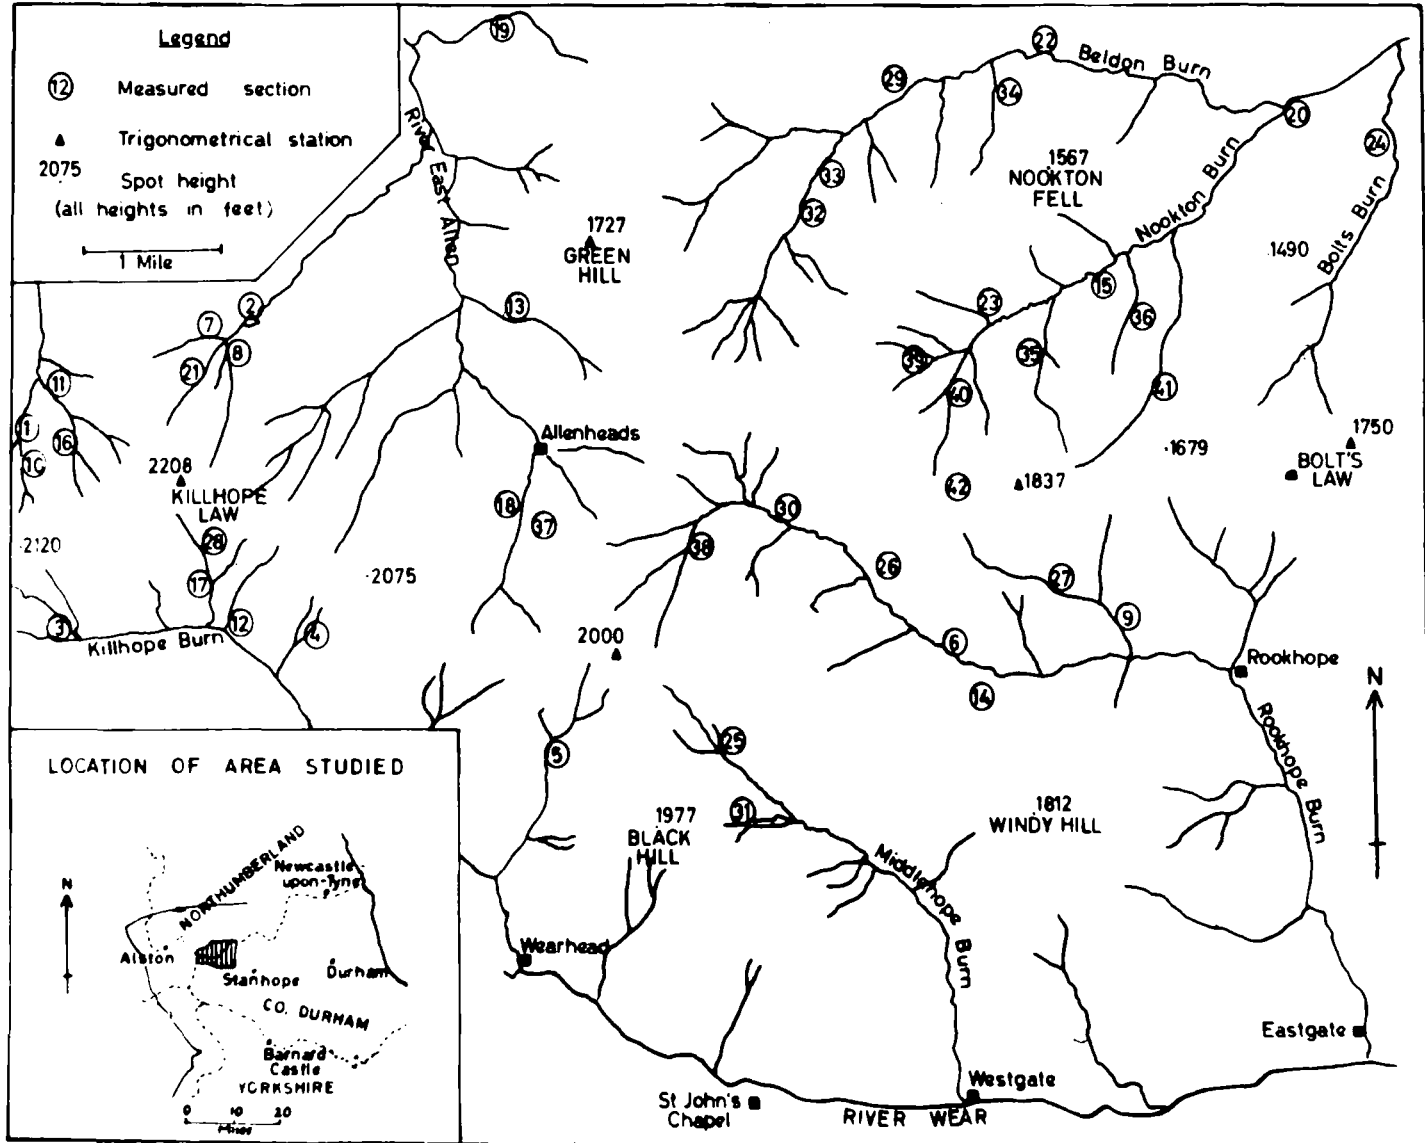 Legend
12 Measured section
Trigonometrical station
2075 Spot height
(all heights in feet)
1 Mile
19
22
Beldon Burn
29
34
20
24
River East Allen
1567
NOOKTON
FELL
Nookton Burn
Bolts Burn
33
32
1727
GREEN
HILL
1490
2
7
8
21
13
23
15
36
39
35
40
41
11
1
16
10
Allenheads
2208
KILLHOPE
LAW
1750
BOLT'S
LAW
1679
1837
42
18
37
30
38
26
28
17
2120
2075
27
9
3
12
4
Killhope Burn
2000
6
14
Rookhope
N
Rookhope Burn
5
25
31
1977
BLACK
HILL
1812
WINDY HILL
Middlehope Burn
Wearhead
Eastgate
Westgate
St John's
Chapel
RIVER WEAR
LOCATION OF AREA STUDIED
N
NORTHUMBERLAND
Newcastle
upon-Tyne
Alston
Stanhope
Durham
CO. DURHAM
Barnard
Castle
YORKSHIRE
0 10 20
Miles